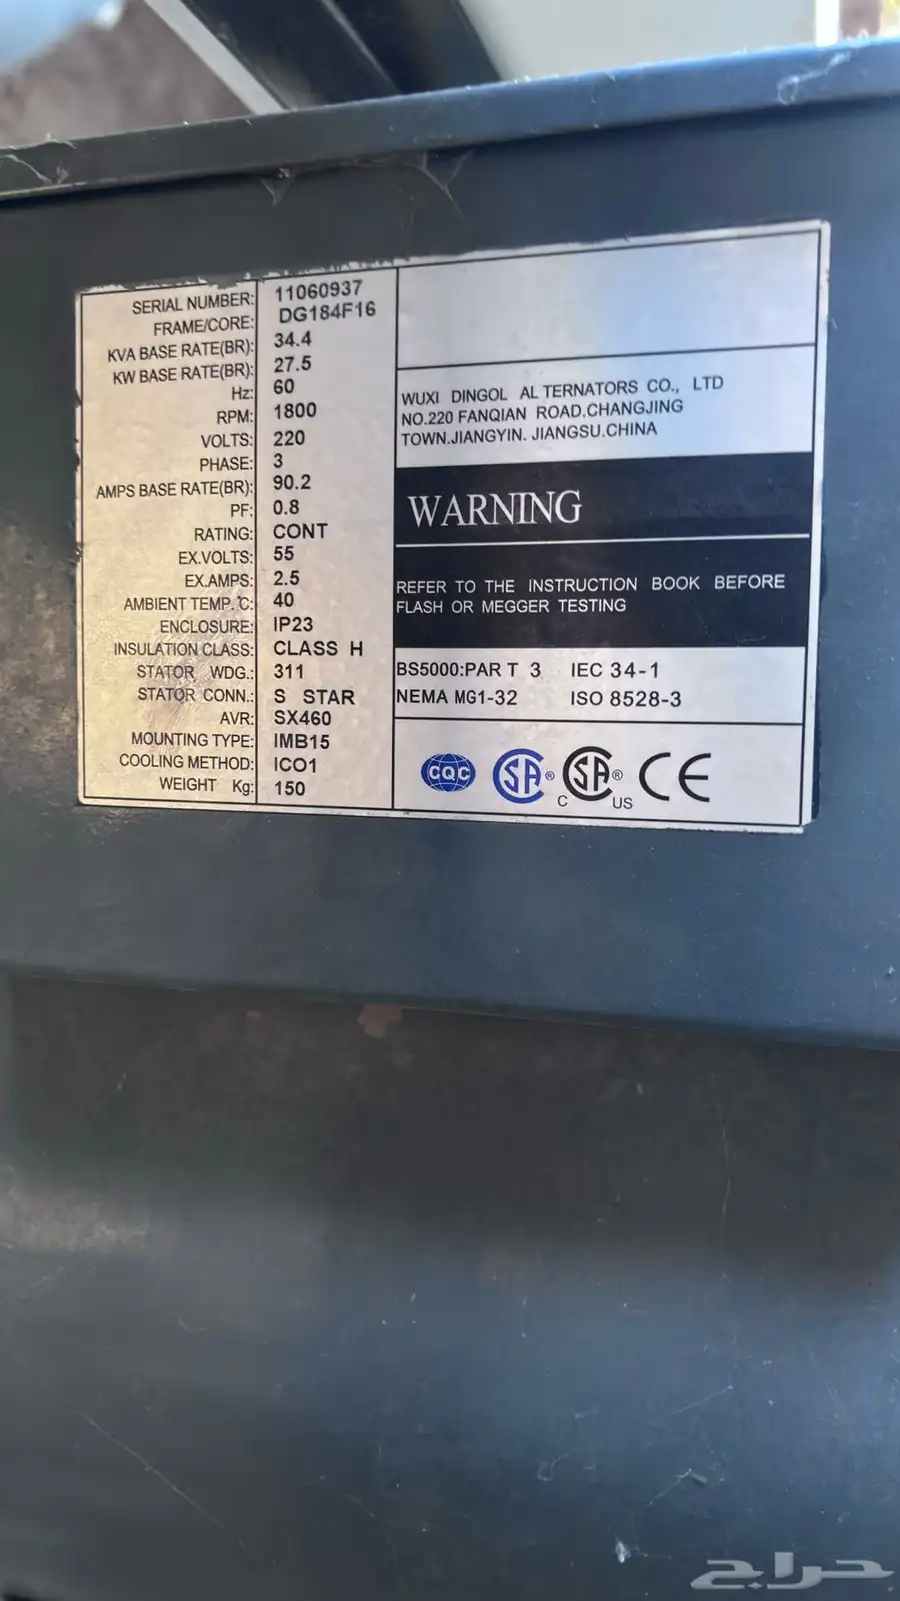 SERIAL NUMBER: 11060937
FRAME/CORE: DG184F16
KVA BASE RATE(BR): 34.4
KW BASE RATE(BR): 27.5
Hz: 60
RPM: 1800
VOLTS: 220
PHASE: 3
AMPS BASE RATE(BR): 90.2
PF: 0.8
RATING: CONT
EX.VOLTS: 55
EX.AMPS: 2.5
AMBIENT TEMP.℃: 40
ENCLOSURE: IP23
INSULATION CLASS: CLASS H
STATOR WDG.: 311
STATOR CONN.: S STAR
AVR: SX460
MOUNTING TYPE: IMB15
COOLING METHOD: ICO1
WEIGHT Kg: 150
WUXI DINGOL AL TERNATORS CO., LTD
NO.220 FANQIAN ROAD.CHANGJING
TOWN.JIANGYIN. JIANGSU.CHINA
WARNING
REFER TO THE INSTRUCTION BOOK BEFORE
FLASH OR MEGGER TESTING
BS5000:PAR T 3 IEC 34-1
NEMA MG1-32 ISO 8528-3
CQC SA® C SA® US CE
حراج